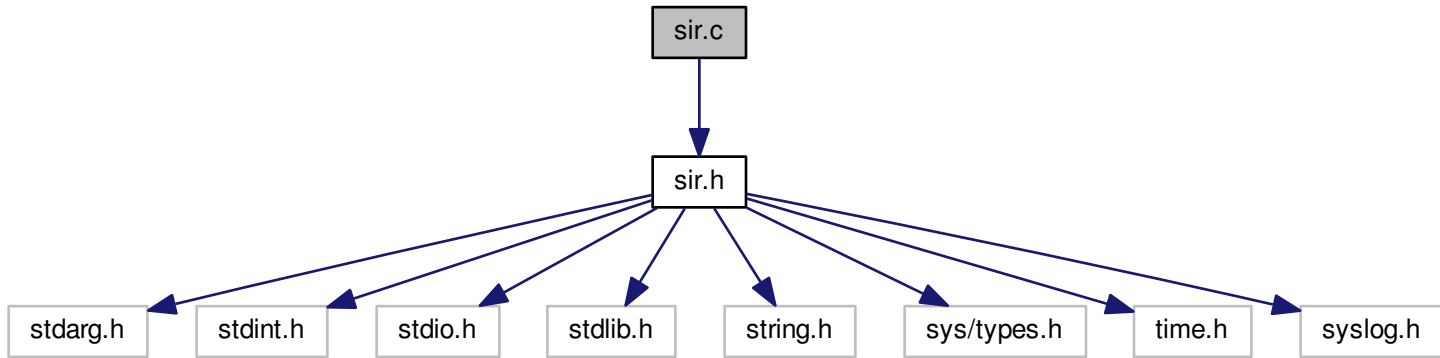 sir.c
sir.h
stdarg.h
stdint.h
stdio.h
stdlib.h
string.h
sys/types.h
time.h
syslog.h